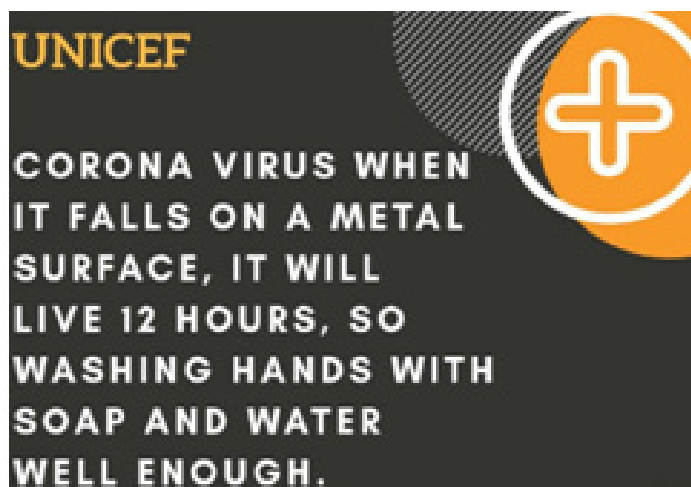 UNICEF
CORONA VIRUS WHEN
IT FALLS ON A METAL
SURFACE, IT WILL
LIVE 12 HOURS, SO
WASHING HANDS WITH
SOAP AND WATER
WELL ENOUGH.